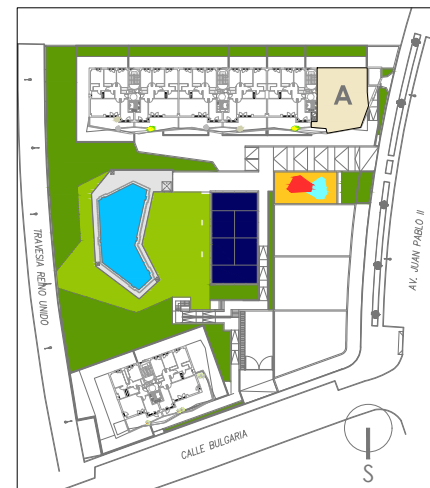 A
TRAVESIA REINO UNIDO
AV. JUAN PABLO II
CALLE BULGARIA
S